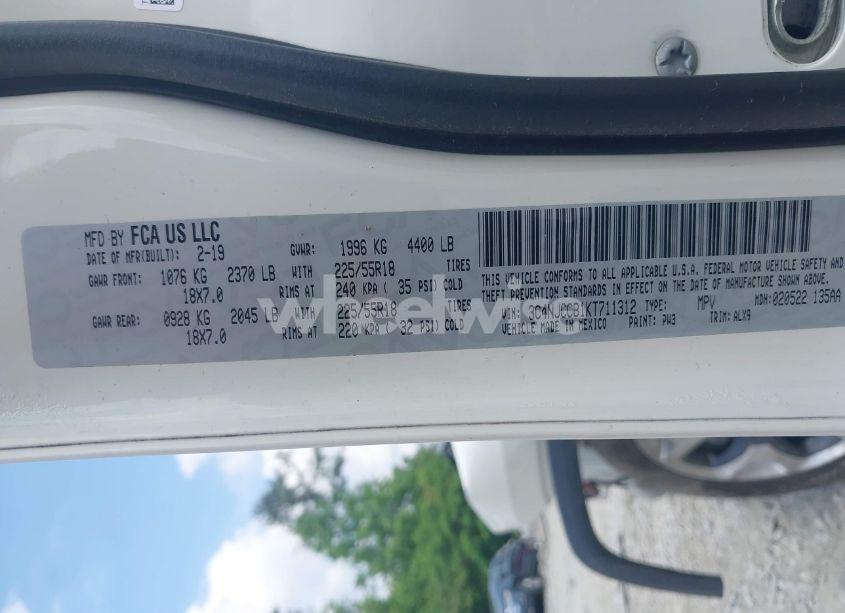 MFD BY FCA US LLC
DATE OF MFR(BUILT): 2-19 GVWR: 1996 KG 4400 LB
GAWR FRONT: 1076 KG 2370 LB WITH 225/55R18 TIRES
18X7.0 RIMS AT 240 KPA ( 35 PSI) COLD
GAWR REAR: 0928 KG 2045 LB WITH 225/55R18 TIRES
18X7.0 RIMS AT 220 KPA ( 32 PSI) COLD
THIS VEHICLE CONFORMS TO ALL APPLICABLE U.S.A. FEDERAL MOTOR VEHICLE SAFETY AND
THEFT PREVENTION STANDARDS IN EFFECT ON THE DATE OF MANUFACTURE SHOWN ABOVE.
VIN: 3C4NJCCB1KT711312 TYPE: MPV MDH: 020522 135AA
VEHICLE MADE IN MEXICO PAINT: PW3 TRIM: ALX9
wheelwise